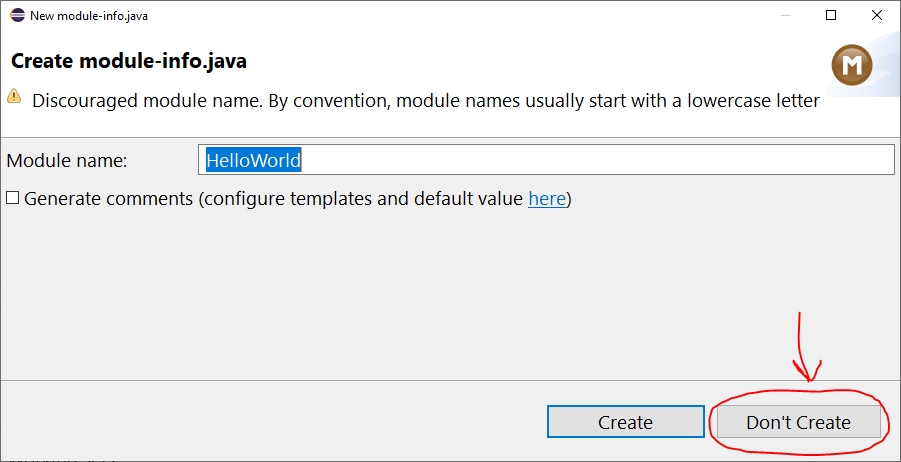 New module-info.java
Create module-info.java
M
Discouraged module name. By convention, module names usually start with a lowercase letter
Module name: HelloWorld
Generate comments (configure templates and default value here)
Create Don't Create